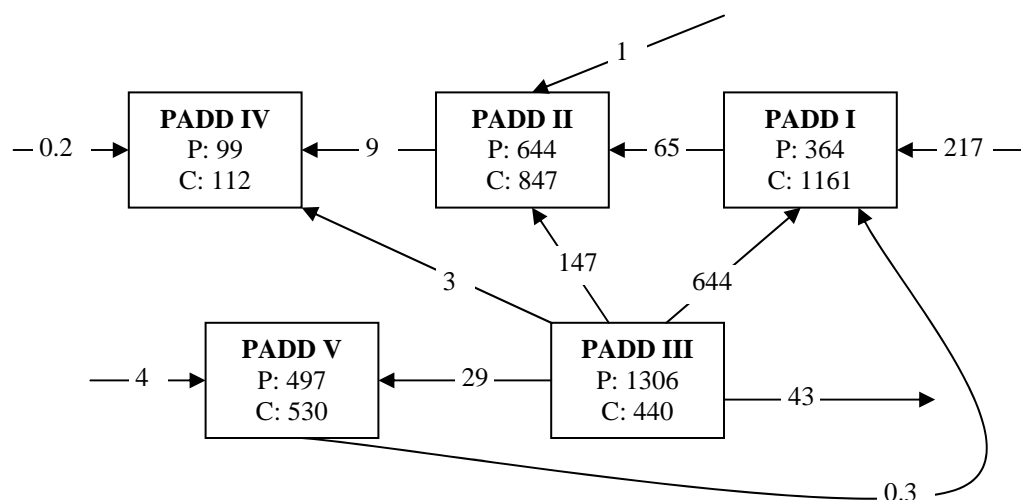 1
PADD IV
P: 99
C: 112
PADD II
P: 644
C: 847
PADD I
P: 364
C: 1161
0.2
9
65
217
3
147
644
PADD V
P: 497
C: 530
PADD III
P: 1306
C: 440
4
29
43
0.3